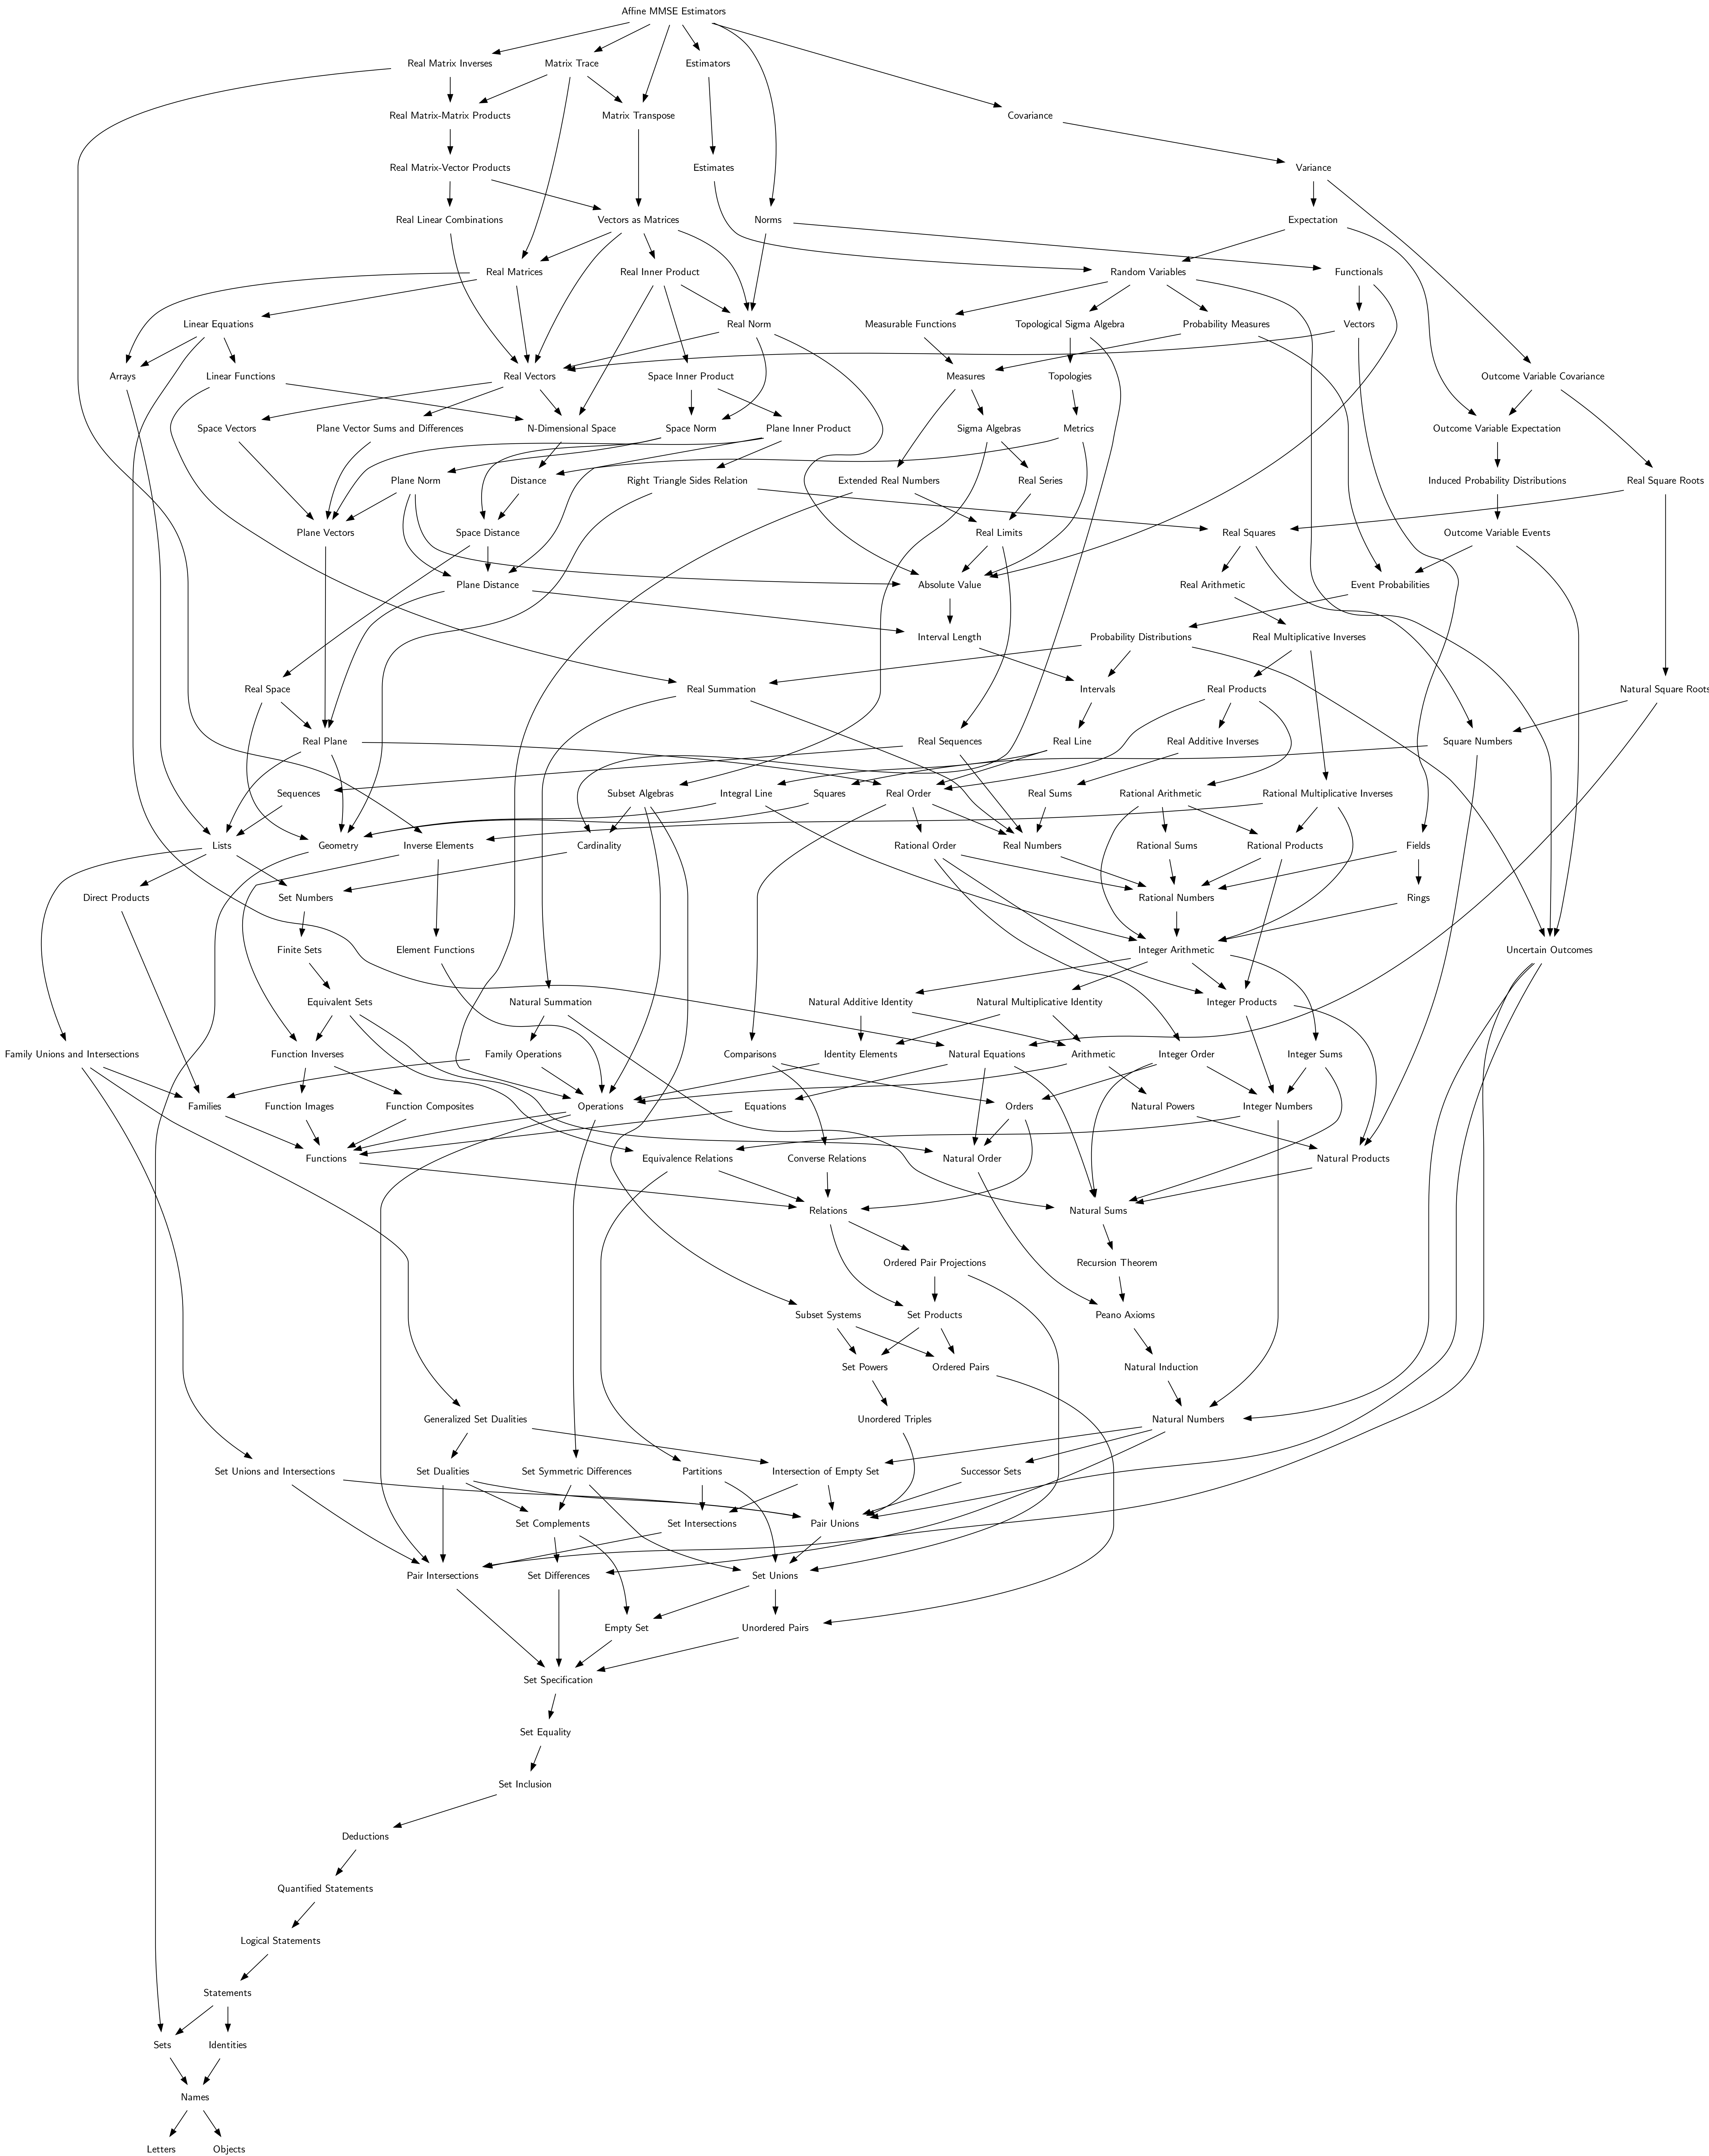 Affine MMSE Estimators
Real Matrix Inverses
Matrix Trace
Estimators
Real Matrix-Matrix Products
Matrix Transpose
Covariance
Real Matrix-Vector Products
Estimates
Variance
Real Linear Combinations
Vectors as Matrices
Norms
Expectation
Real Matrices
Real Inner Product
Random Variables
Functionals
Linear Equations
Real Norm
Measurable Functions
Topological Sigma Algebra
Probability Measures
Vectors
Arrays
Linear Functions
Real Vectors
Space Inner Product
Measures
Topologies
Outcome Variable Covariance
Space Vectors
Plane Vector Sums and Differences
N-Dimensional Space
Space Norm
Plane Inner Product
Sigma Algebras
Metrics
Outcome Variable Expectation
Plane Norm
Distance
Right Triangle Sides Relation
Extended Real Numbers
Real Series
Induced Probability Distributions
Real Square Roots
Plane Vectors
Space Distance
Real Limits
Real Squares
Outcome Variable Events
Plane Distance
Absolute Value
Real Arithmetic
Event Probabilities
Interval Length
Probability Distributions
Real Multiplicative Inverses
Real Space
Real Summation
Intervals
Real Products
Natural Square Roots
Real Plane
Real Sequences
Real Line
Real Additive Inverses
Square Numbers
Sequences
Subset Algebras
Integral Line
Squares
Real Order
Real Sums
Rational Arithmetic
Rational Multiplicative Inverses
Lists
Geometry
Inverse Elements
Cardinality
Rational Order
Real Numbers
Rational Sums
Rational Products
Fields
Direct Products
Set Numbers
Rational Numbers
Rings
Finite Sets
Element Functions
Integer Arithmetic
Uncertain Outcomes
Equivalent Sets
Natural Summation
Natural Additive Identity
Natural Multiplicative Identity
Integer Products
Family Unions and Intersections
Function Inverses
Family Operations
Comparisons
Identity Elements
Natural Equations
Arithmetic
Integer Order
Integer Sums
Families
Function Images
Function Composites
Operations
Equations
Orders
Natural Powers
Integer Numbers
Functions
Equivalence Relations
Converse Relations
Natural Order
Natural Products
Relations
Natural Sums
Ordered Pair Projections
Recursion Theorem
Subset Systems
Set Products
Peano Axioms
Set Powers
Ordered Pairs
Natural Induction
Generalized Set Dualities
Unordered Triples
Natural Numbers
Set Unions and Intersections
Set Dualities
Set Symmetric Differences
Partitions
Intersection of Empty Set
Successor Sets
Set Complements
Set Intersections
Pair Unions
Pair Intersections
Set Differences
Set Unions
Empty Set
Unordered Pairs
Set Specification
Set Equality
Set Inclusion
Deductions
Quantified Statements
Logical Statements
Statements
Sets
Identities
Names
Letters
Objects